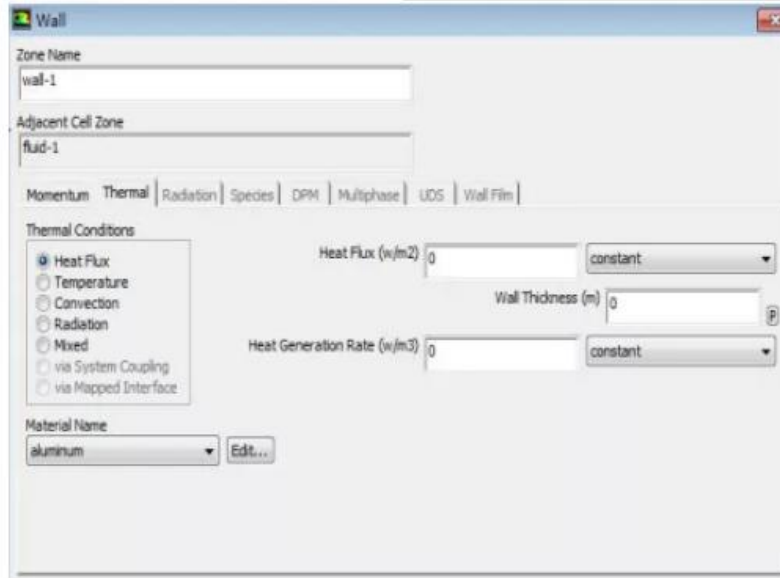 Wall
Zone Name
wall-1
Adjacent Cell Zone
fluid-1
Momentum Thermal Radiation Species DPM Multiphase UDS Wall Film
Thermal Conditions
Heat Flux
Temperature
Convection
Radiation
Mixed
via System Coupling
via Mapped Interface
Heat Flux (w/m2) 0 constant
Wall Thickness (m) 0 P
Heat Generation Rate (w/m3) 0 constant
Material Name
aluminum Edit...